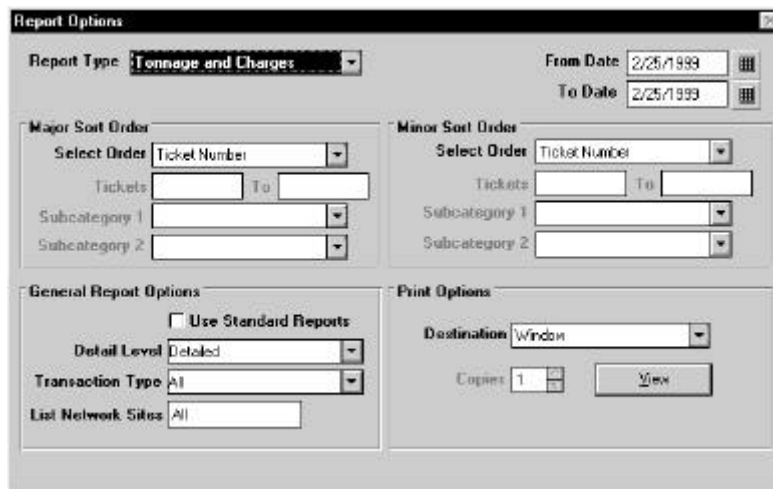 Report Options
Report Type Tonnage and Charges From Date 2/25/1999
To Date 2/25/1999
Major Sort Order
Select Order Ticket Number
Tickets To
Subcategory 1
Subcategory 2
Minor Sort Order
Select Order Ticket Number
Tickets To
Subcategory 1
Subcategory 2
General Report Options
Use Standard Reports
Detail Level Detailed
Transaction Type All
List Network Sites All
Print Options
Destination Window
Copies 1 View